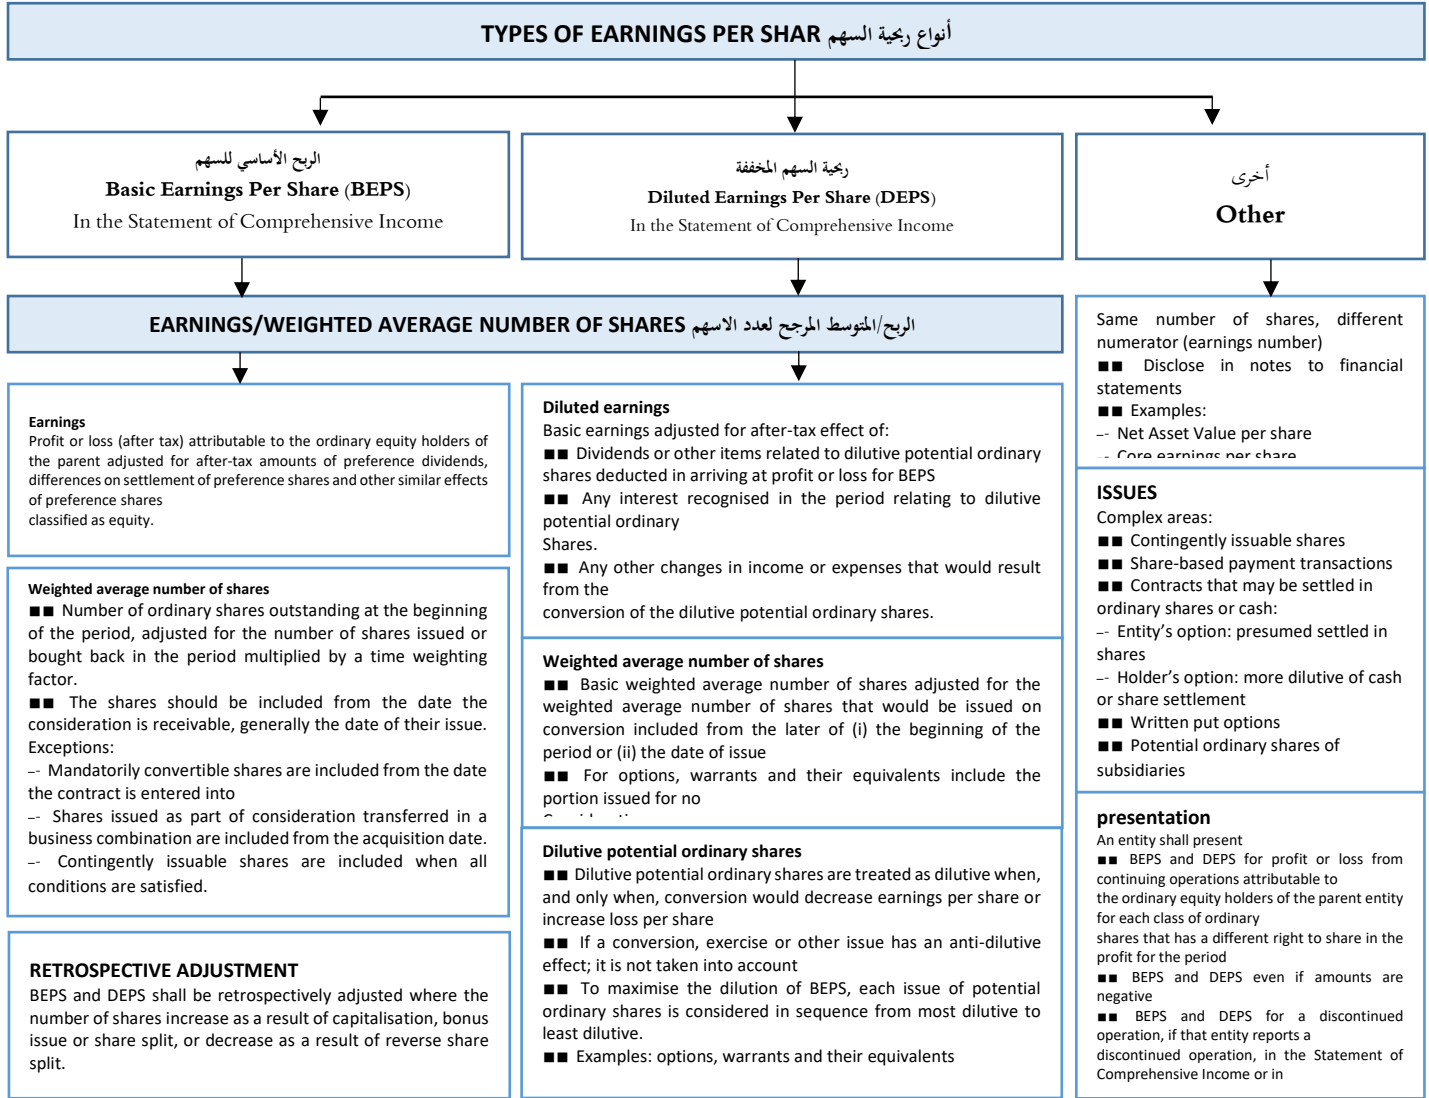 TYPES OF EARNINGS PER SHAR أنواع ربحية السهم
الربح الأساسي للسهم
Basic Earnings Per Share (BEPS)
In the Statement of Comprehensive Income
ربحية السهم المخففة
Diluted Earnings Per Share (DEPS)
In the Statement of Comprehensive Income
أخرى
Other
EARNINGS/WEIGHTED AVERAGE NUMBER OF SHARES الربح/المتوسط المرجح لعدد الاسهم
Earnings
Profit or loss (after tax) attributable to the ordinary equity holders of
the parent adjusted for after-tax amounts of preference dividends,
differences on settlement of preference shares and other similar effects
of preference shares
classified as equity.
Weighted average number of shares
■■ Number of ordinary shares outstanding at the beginning
of the period, adjusted for the number of shares issued or
bought back in the period multiplied by a time weighting
factor.
■■ The shares should be included from the date the
consideration is receivable, generally the date of their issue.
Exceptions:
–- Mandatorily convertible shares are included from the date
the contract is entered into
–- Shares issued as part of consideration transferred in a
business combination are included from the acquisition date.
–- Contingently issuable shares are included when all
conditions are satisfied.
RETROSPECTIVE ADJUSTMENT
BEPS and DEPS shall be retrospectively adjusted where the
number of shares increase as a result of capitalisation, bonus
issue or share split, or decrease as a result of reverse share
split.
Diluted earnings
Basic earnings adjusted for after-tax effect of:
■■ Dividends or other items related to dilutive potential ordinary
shares deducted in arriving at profit or loss for BEPS
■■ Any interest recognised in the period relating to dilutive
potential ordinary
Shares.
■■ Any other changes in income or expenses that would result
from the
conversion of the dilutive potential ordinary shares.
Weighted average number of shares
■■ Basic weighted average number of shares adjusted for the
weighted average number of shares that would be issued on
conversion included from the later of (i) the beginning of the
period or (ii) the date of issue
■■ For options, warrants and their equivalents include the
portion issued for no
Dilutive potential ordinary shares
■■ Dilutive potential ordinary shares are treated as dilutive when,
and only when, conversion would decrease earnings per share or
increase loss per share
■■ If a conversion, exercise or other issue has an anti-dilutive
effect; it is not taken into account
■■ To maximise the dilution of BEPS, each issue of potential
ordinary shares is considered in sequence from most dilutive to
least dilutive.
■■ Examples: options, warrants and their equivalents
Same number of shares, different
numerator (earnings number)
■■ Disclose in notes to financial
statements
■■ Examples:
–- Net Asset Value per share
–- Core earnings per share
ISSUES
Complex areas:
■■ Contingently issuable shares
■■ Share-based payment transactions
■■ Contracts that may be settled in
ordinary shares or cash:
–- Entity’s option: presumed settled in
shares
–- Holder’s option: more dilutive of cash
or share settlement
■■ Written put options
■■ Potential ordinary shares of
subsidiaries
presentation
An entity shall present
■■ BEPS and DEPS for profit or loss from
continuing operations attributable to
the ordinary equity holders of the parent entity
for each class of ordinary
shares that has a different right to share in the
profit for the period
■■ BEPS and DEPS even if amounts are
negative
■■ BEPS and DEPS for a discontinued
operation, if that entity reports a
discontinued operation, in the Statement of
Comprehensive Income or in